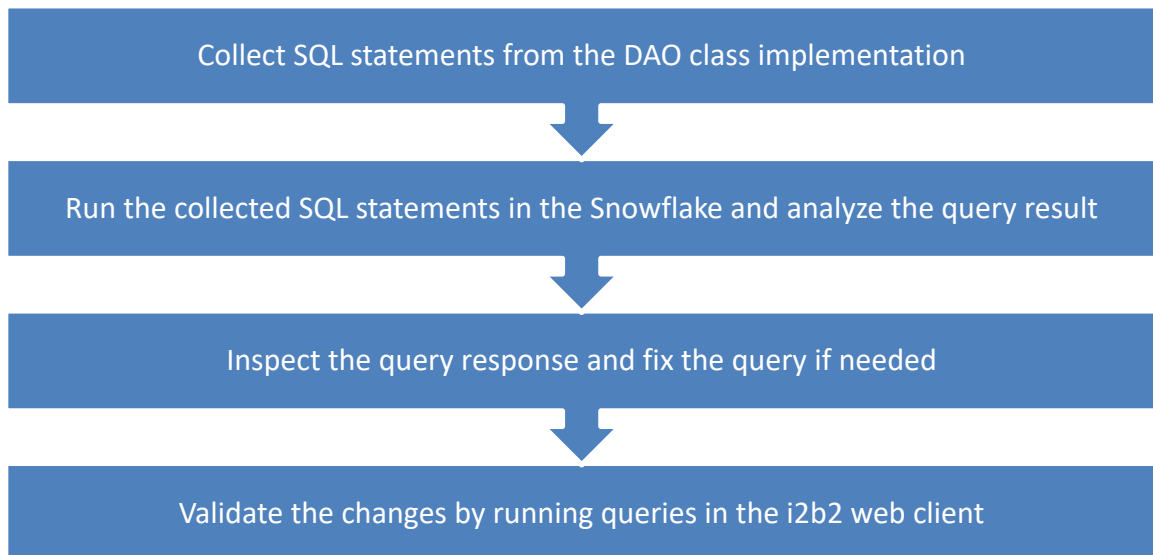 Collect SQL statements from the DAO class implementation
Run the collected SQL statements in the Snowflake and analyze the query result
Inspect the query response and fix the query if needed
Validate the changes by running queries in the i2b2 web client